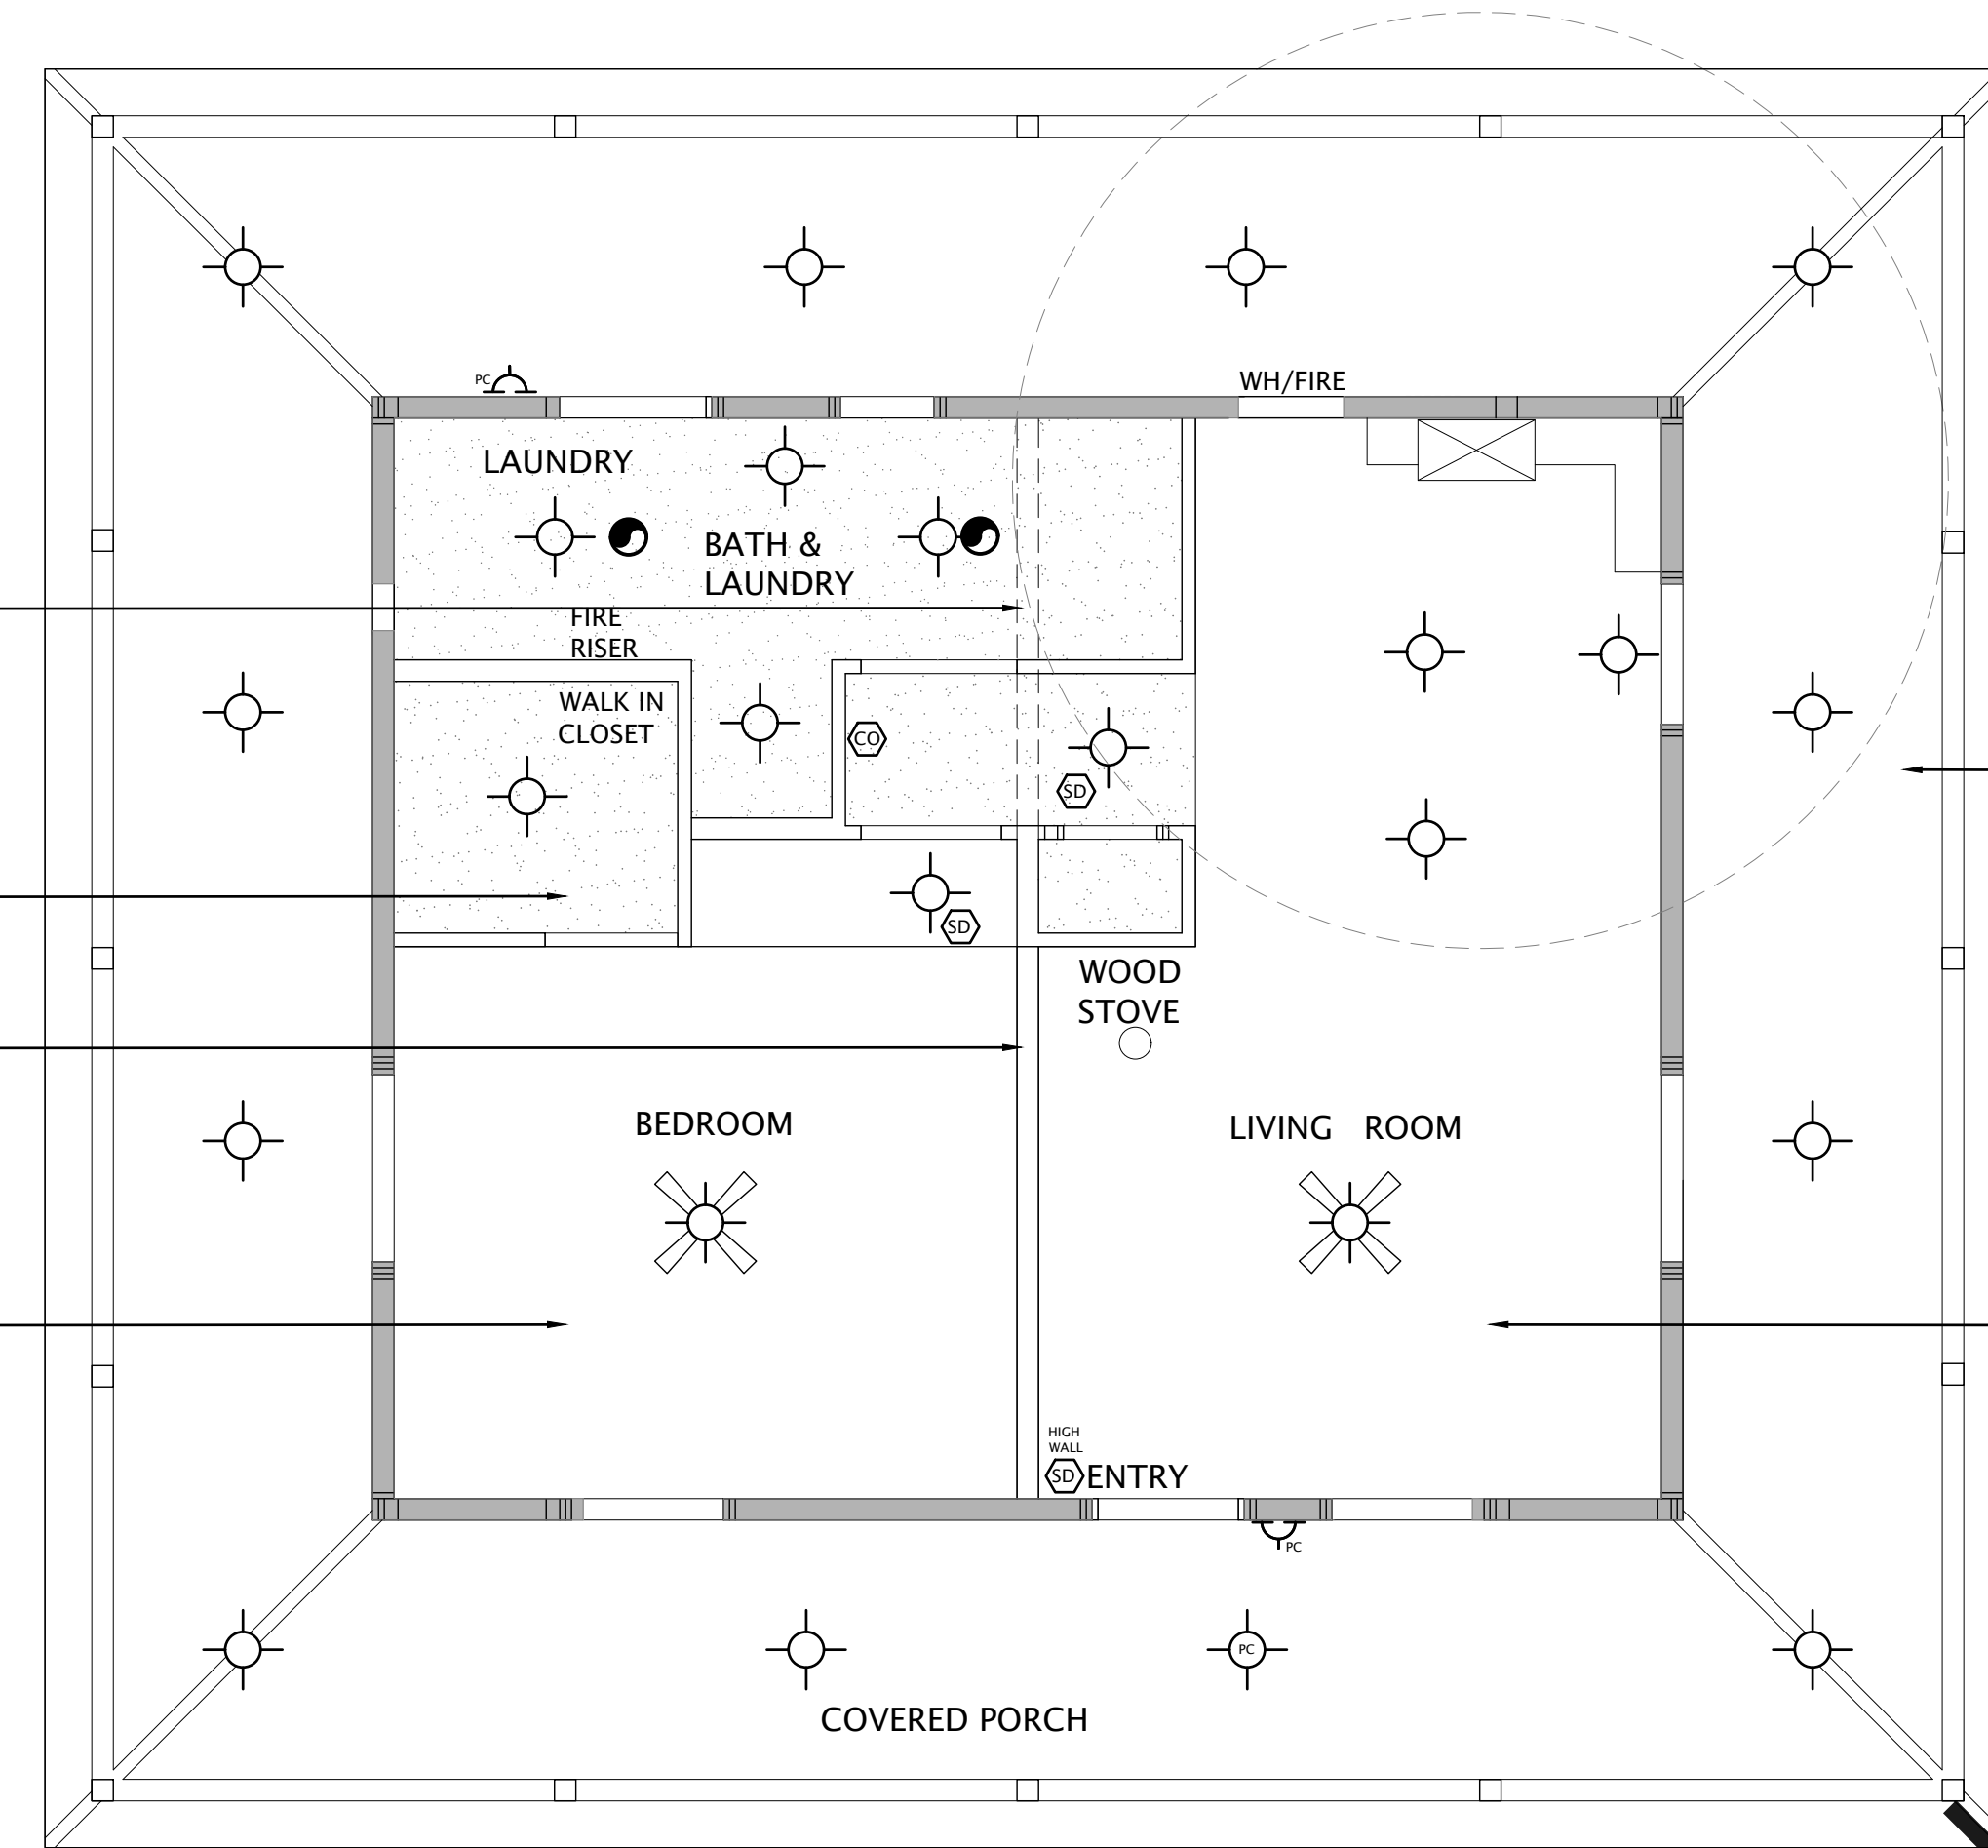 PC
WH/FIRE
LAUNDRY
BATH &
LAUNDRY
FIRE
RISER
WALK IN
CLOSET
CO
SD
SD
WOOD
STOVE
BEDROOM
LIVING ROOM
HIGH
WALL
SD
ENTRY
PC
PC
COVERED PORCH